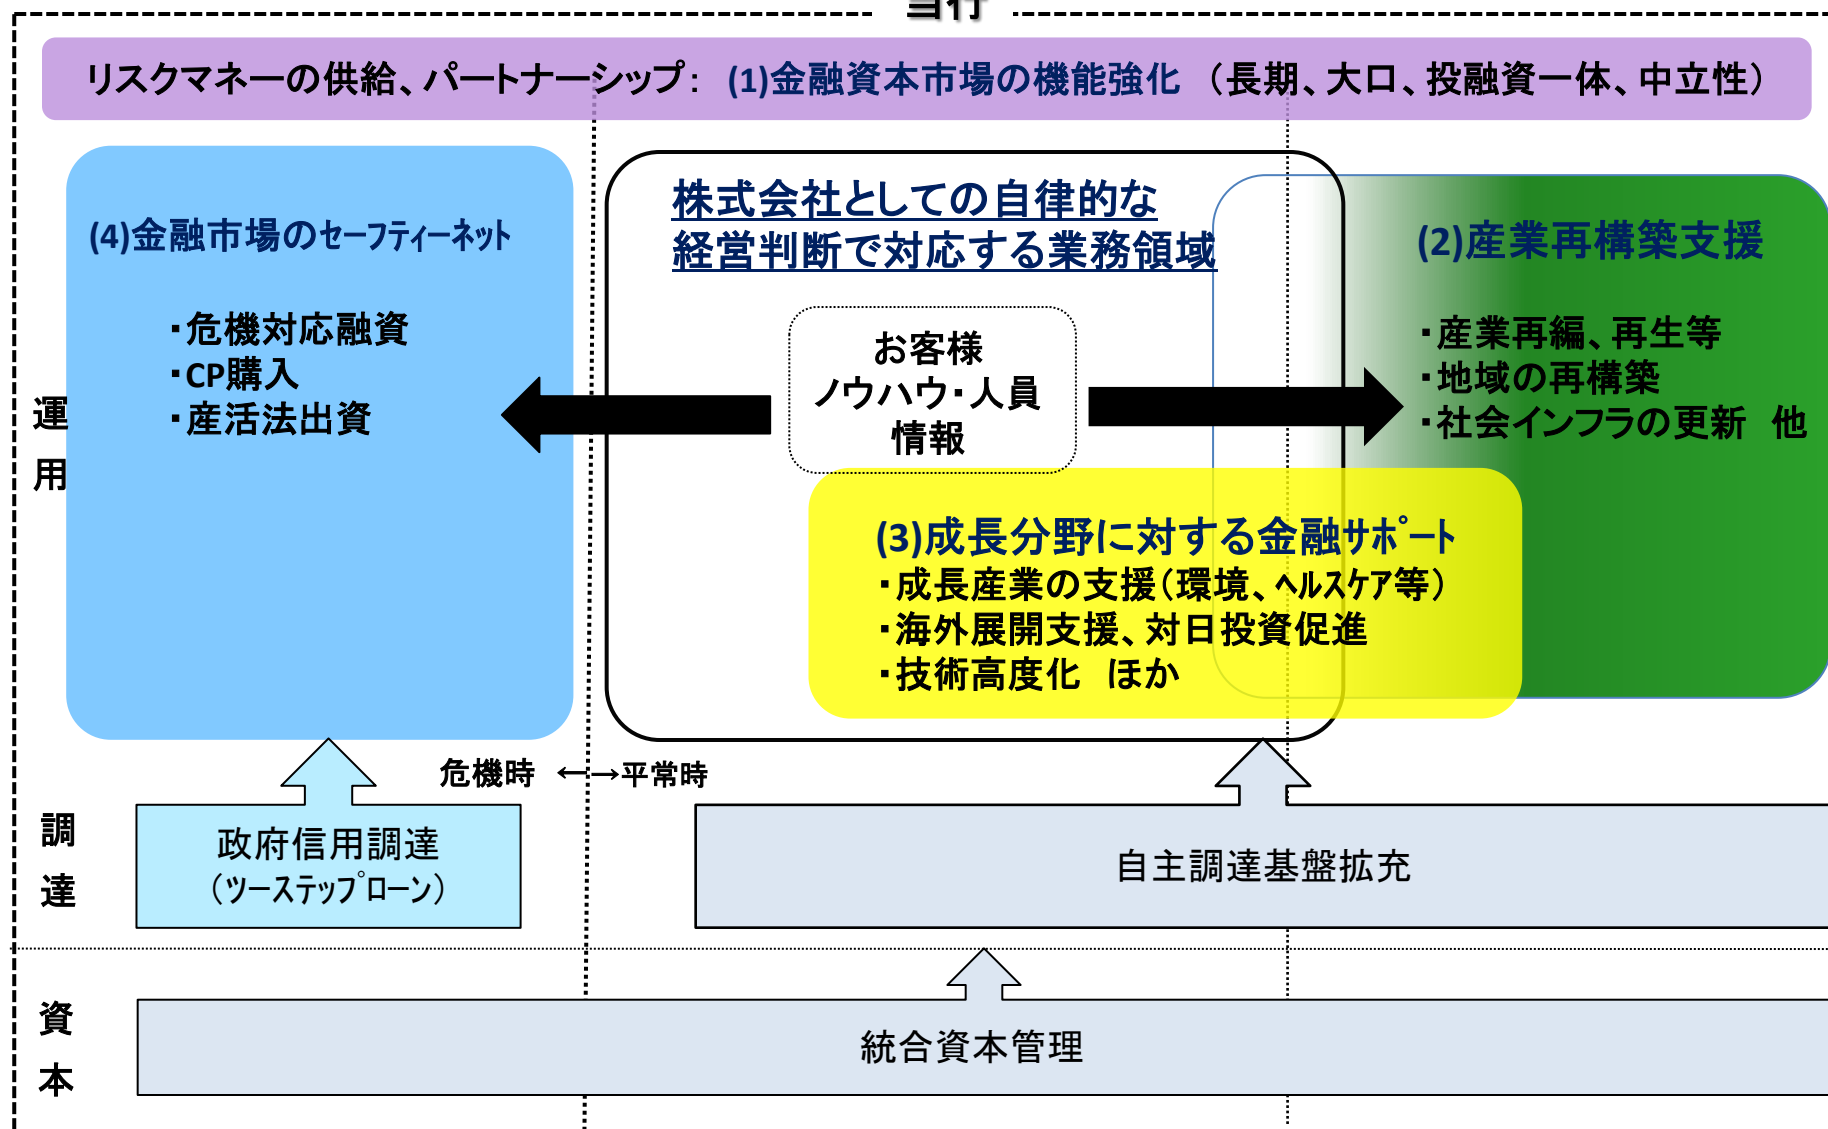 当行
リスクマネーの供給、パートナーシップ： (1)金融資本市場の機能強化 （長期、大口、投融資一体、中立性）
(4)金融市場のセーフティーネット
・危機対応融資
・CP購入
・産活法出資
株式会社としての自律的な
経営判断で対応する業務領域
お客様
ノウハウ・人員
情報
(2)産業再構築支援
・産業再編、再生等
・地域の再構築
・社会インフラの更新　他
(3)成長分野に対する金融ｻﾎﾟｰﾄ
・成長産業の支援（環境、ﾍﾙｽｹｱ等）
・海外展開支援、対日投資促進
・技術高度化　ほか
運用
危機時 ←→平常時
調達
政府信用調達
（ﾂｰｽﾃｯﾌﾟﾛｰﾝ）
自主調達基盤拡充
資本
統合資本管理